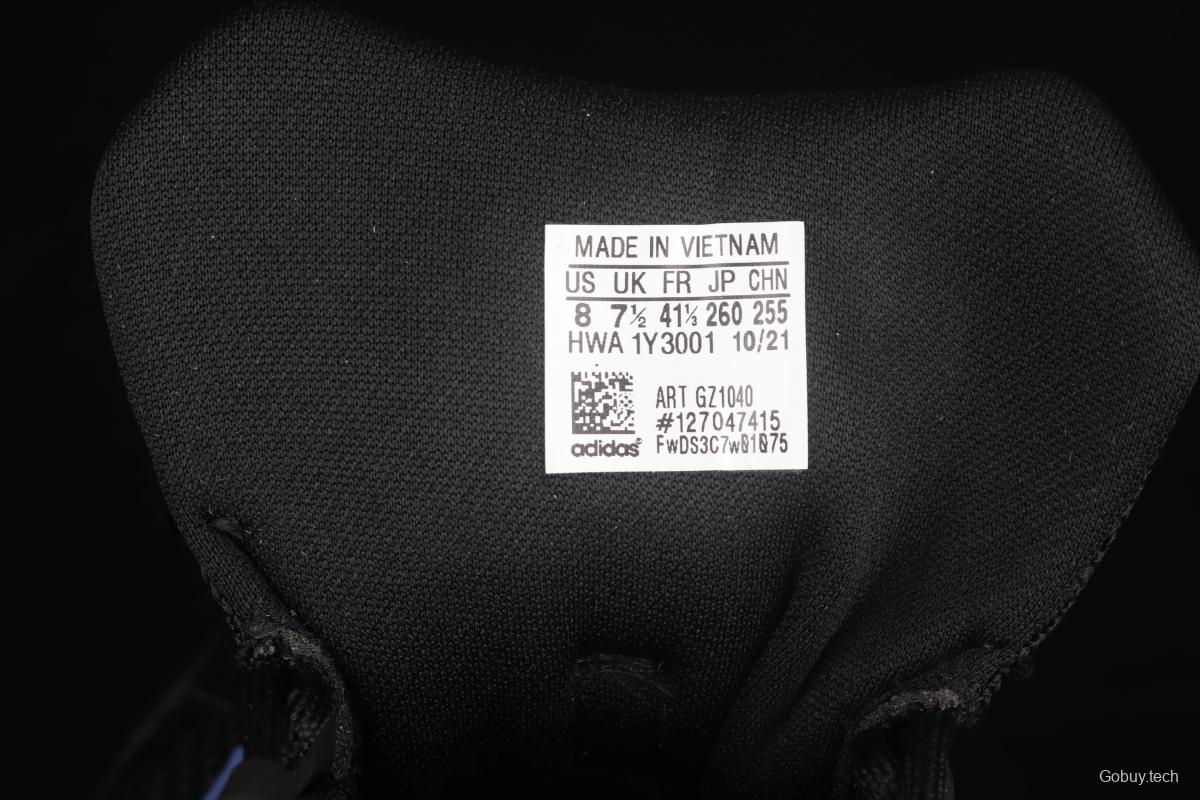 MADE IN VIETNAM
US UK FR JP CHN
8 7½ 41⅓ 260 255
HWA 1Y3001 10/21
ART GZ1040
#127047415
adidas® FwDS3C7w01075
Gobuy.tech